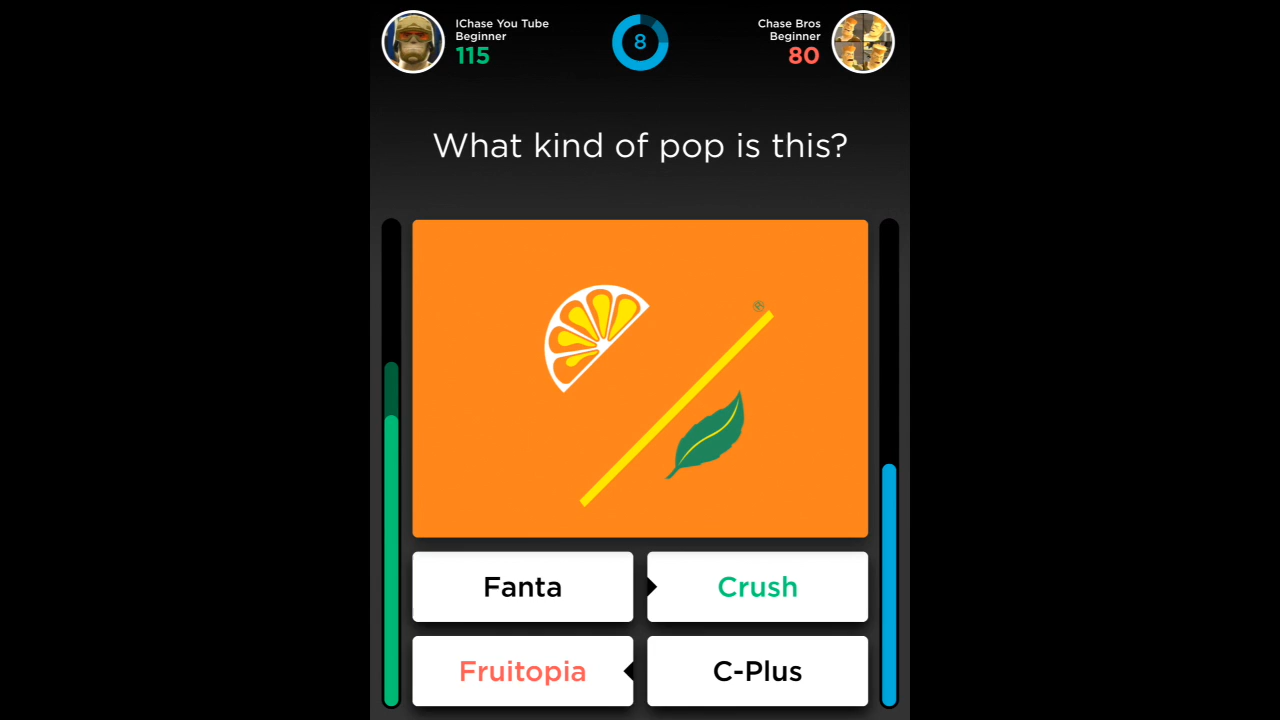 IChase You Tube
Beginner
115
8
Chase Bros
Beginner
80
What kind of pop is this?
®
Fanta
Crush
Fruitopia
C-Plus